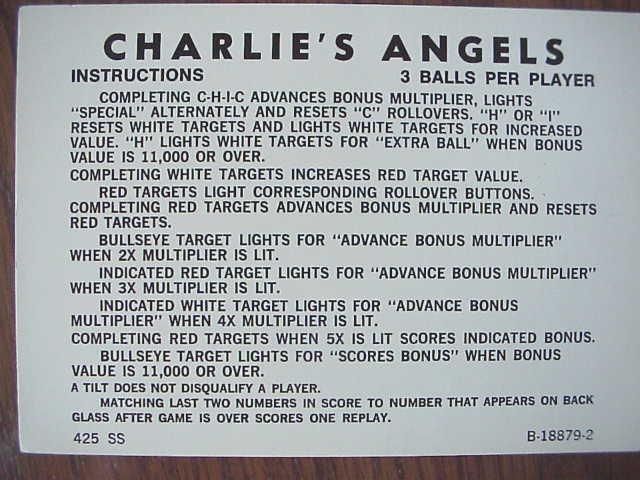 CHARLIE'S ANGELS
INSTRUCTIONS 3 BALLS PER PLAYER
COMPLETING C-H-I-C ADVANCES BONUS MULTIPLIER, LIGHTS
"SPECIAL" ALTERNATELY AND RESETS "C" ROLLOVERS. "H" OR "I"
RESETS WHITE TARGETS AND LIGHTS WHITE TARGETS FOR INCREASED
VALUE. "H" LIGHTS WHITE TARGETS FOR "EXTRA BALL" WHEN BONUS
VALUE IS 11,000 OR OVER.
COMPLETING WHITE TARGETS INCREASES RED TARGET VALUE.
RED TARGETS LIGHT CORRESPONDING ROLLOVER BUTTONS.
COMPLETING RED TARGETS ADVANCES BONUS MULTIPLIER AND RESETS
RED TARGETS.
BULLSEYE TARGET LIGHTS FOR "ADVANCE BONUS MULTIPLIER"
WHEN 2X MULTIPLIER IS LIT.
INDICATED RED TARGET LIGHTS FOR "ADVANCE BONUS MULTIPLIER"
WHEN 3X MULTIPLIER IS LIT.
INDICATED WHITE TARGET LIGHTS FOR "ADVANCE BONUS
MULTIPLIER" WHEN 4X MULTIPLIER IS LIT.
COMPLETING RED TARGETS WHEN 5X IS LIT SCORES INDICATED BONUS.
BULLSEYE TARGET LIGHTS FOR "SCORES BONUS" WHEN BONUS
VALUE IS 11,000 OR OVER.
A TILT DOES NOT DISQUALIFY A PLAYER.
MATCHING LAST TWO NUMBERS IN SCORE TO NUMBER THAT APPEARS ON BACK
GLASS AFTER GAME IS OVER SCORES ONE REPLAY.
425 SS B-18879-2